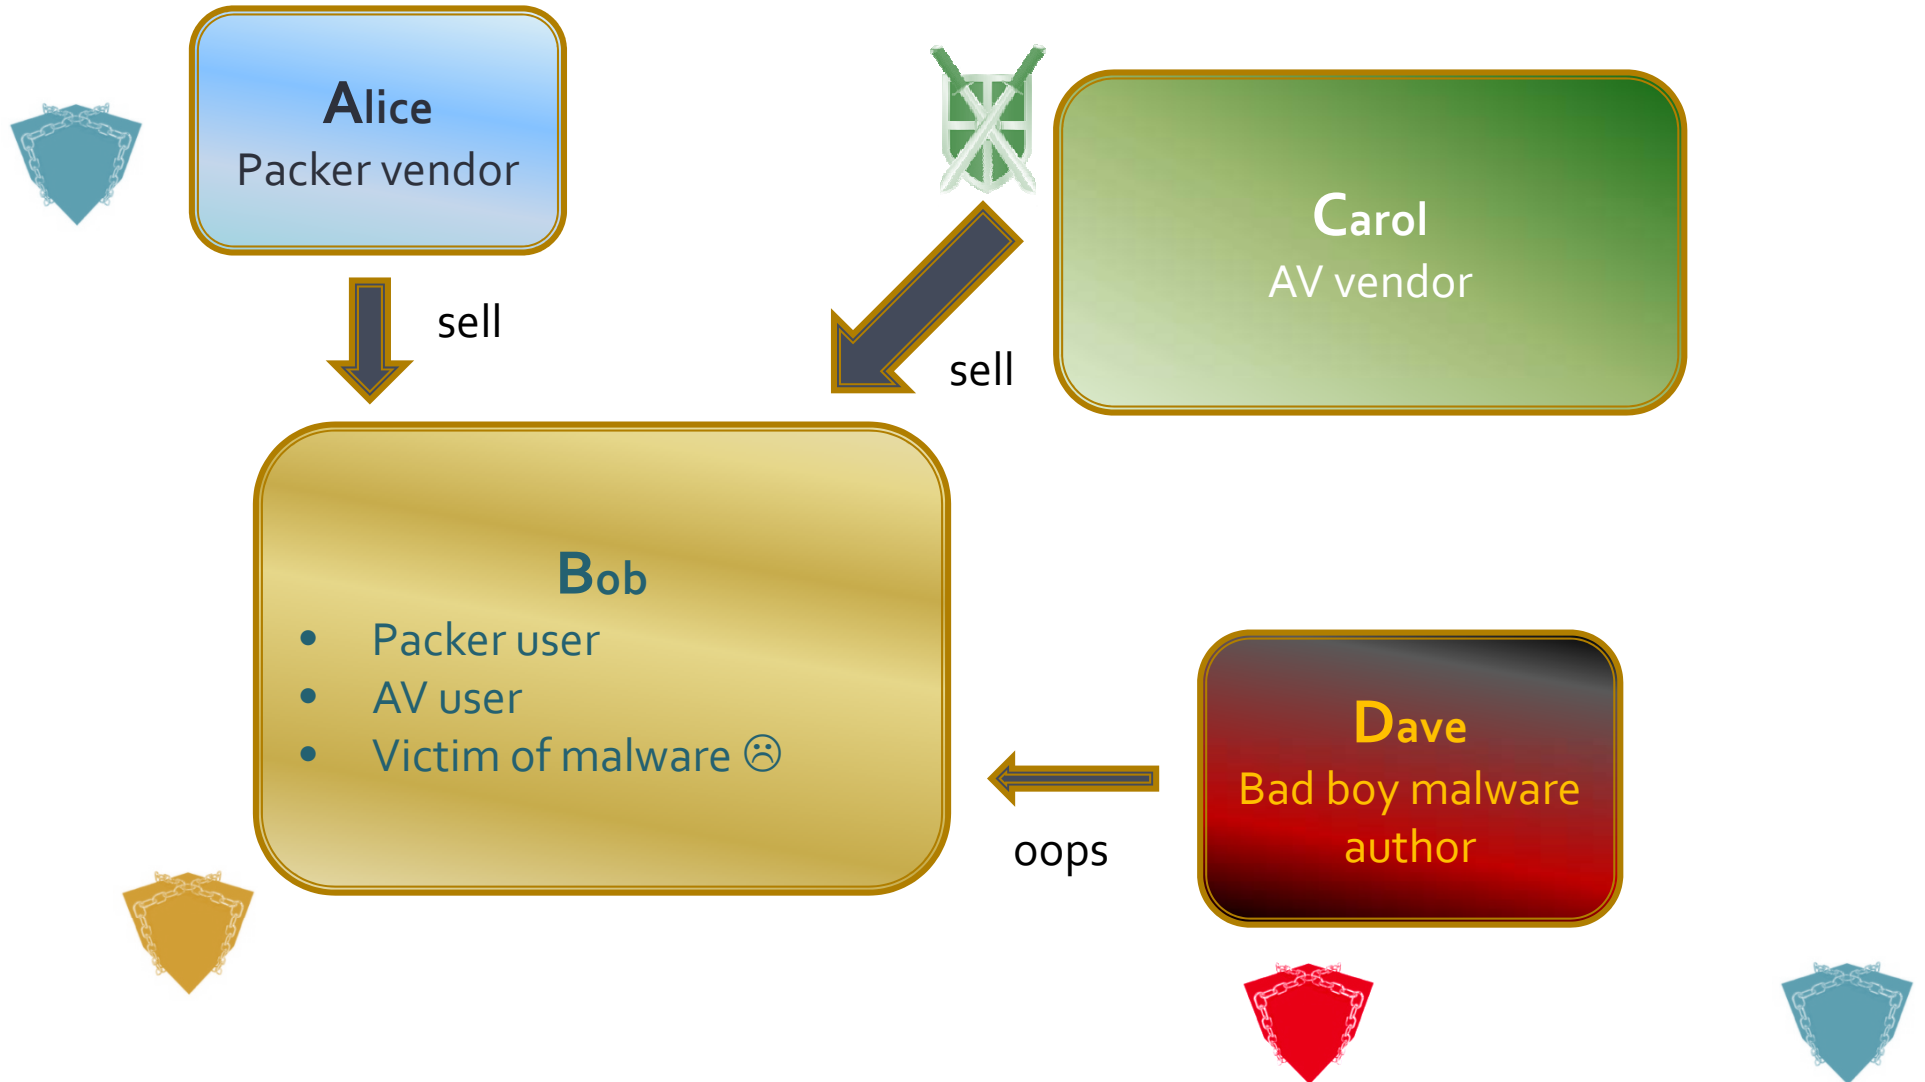 Alice
Packer vendor
sell
Carol
AV vendor
sell
Bob
• Packer user
• AV user
• Victim of malware ☹
oops
Dave
Bad boy malware
author